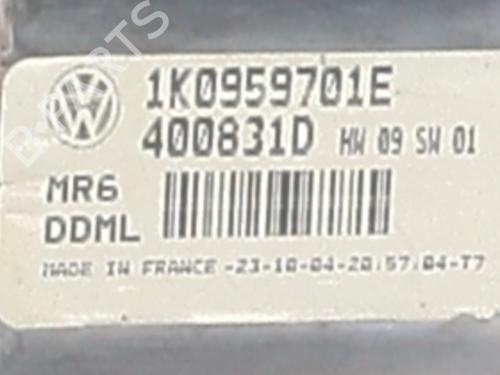 1K0959701E
400831D HW 09 SW 01
MR6
DDML
MADE IN FRANCE -23-10-04-20:57:04-T7